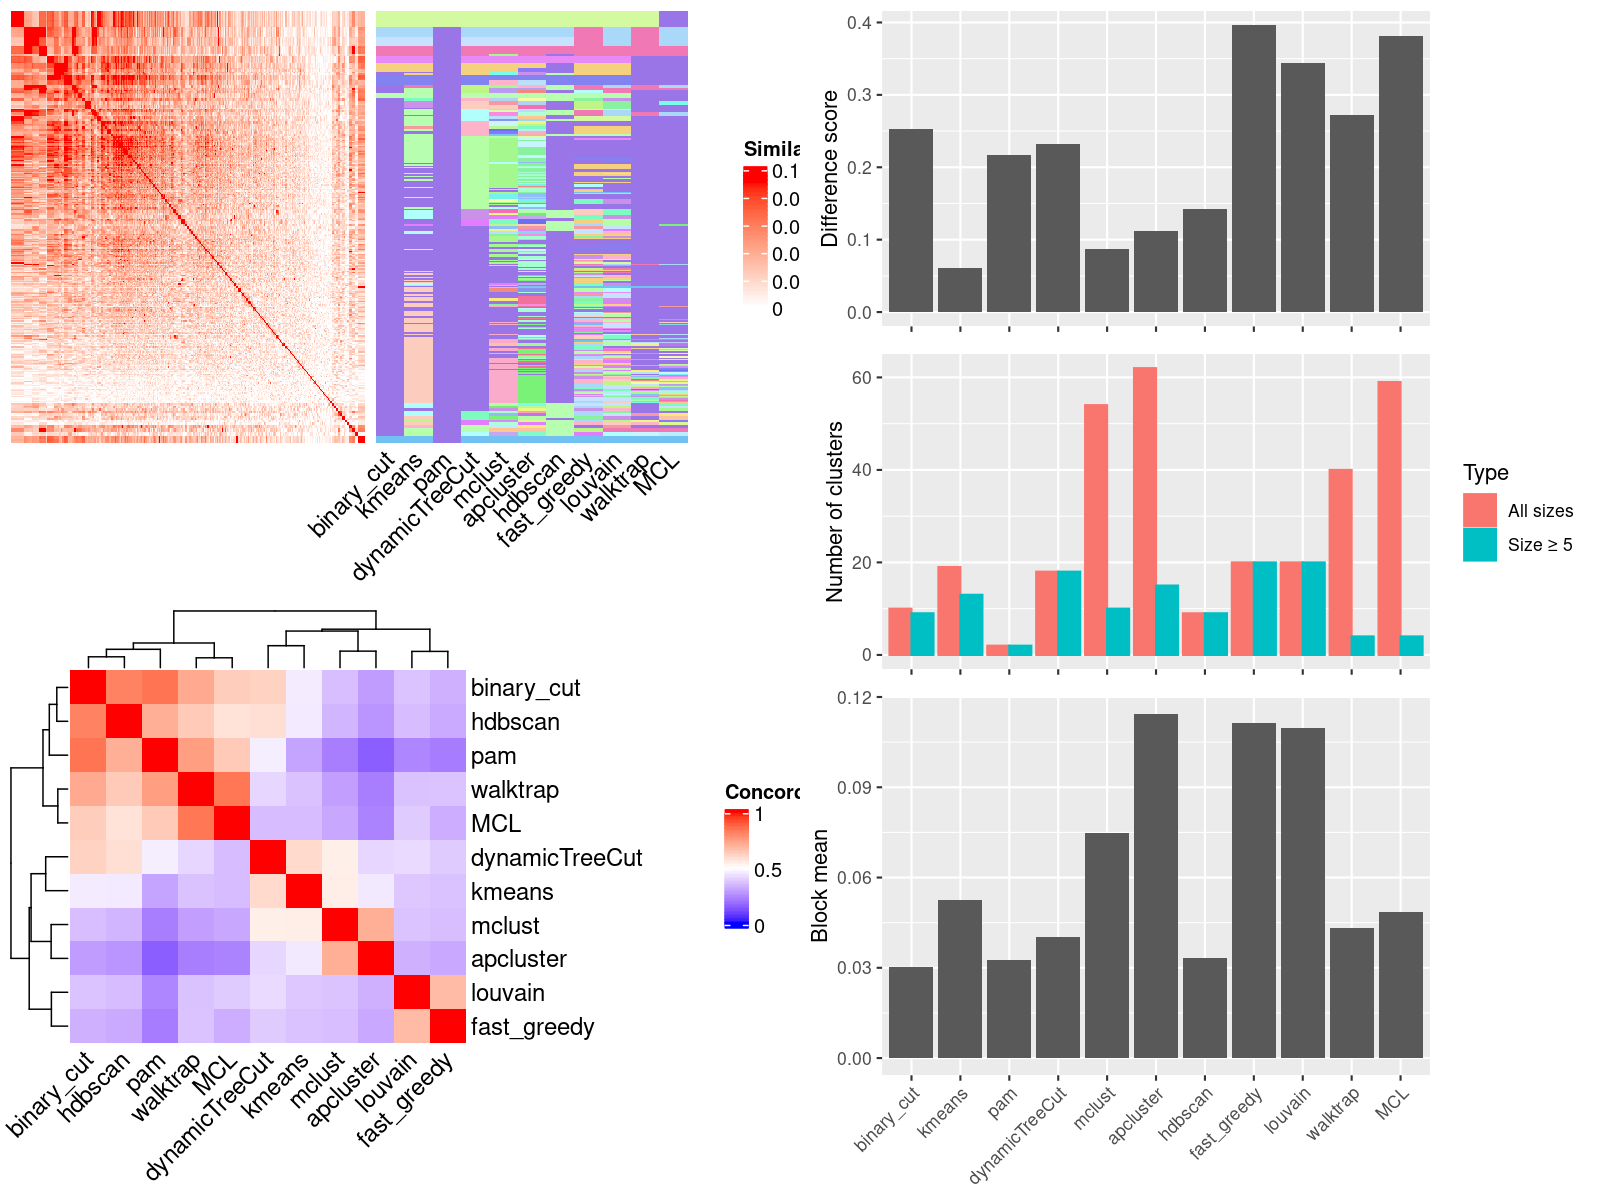 Simila
0.1
0.0
0.0
0.0
0.0
0
binary_cut
kmeans
pam
dynamicTreeCut
mclust
apcluster
hdbscan
fast_greedy
louvain
walktrap
MCL
binary_cut
hdbscan
pam
walktrap
MCL
dynamicTreeCut
kmeans
mclust
apcluster
louvain
fast_greedy
binary_cut
hdbscan
pam
walktrap
MCL
dynamicTreeCut
kmeans
mclust
apcluster
louvain
fast_greedy
Concord
1
0.5
0
Difference score
0.4
0.3
0.2
0.1
0.0
Number of clusters
60
40
20
0
Type
All sizes
Size ≥ 5
Block mean
0.12
0.09
0.06
0.03
0.00
binary_cut
kmeans
pam
dynamicTreeCut
mclust
apcluster
hdbscan
fast_greedy
louvain
walktrap
MCL